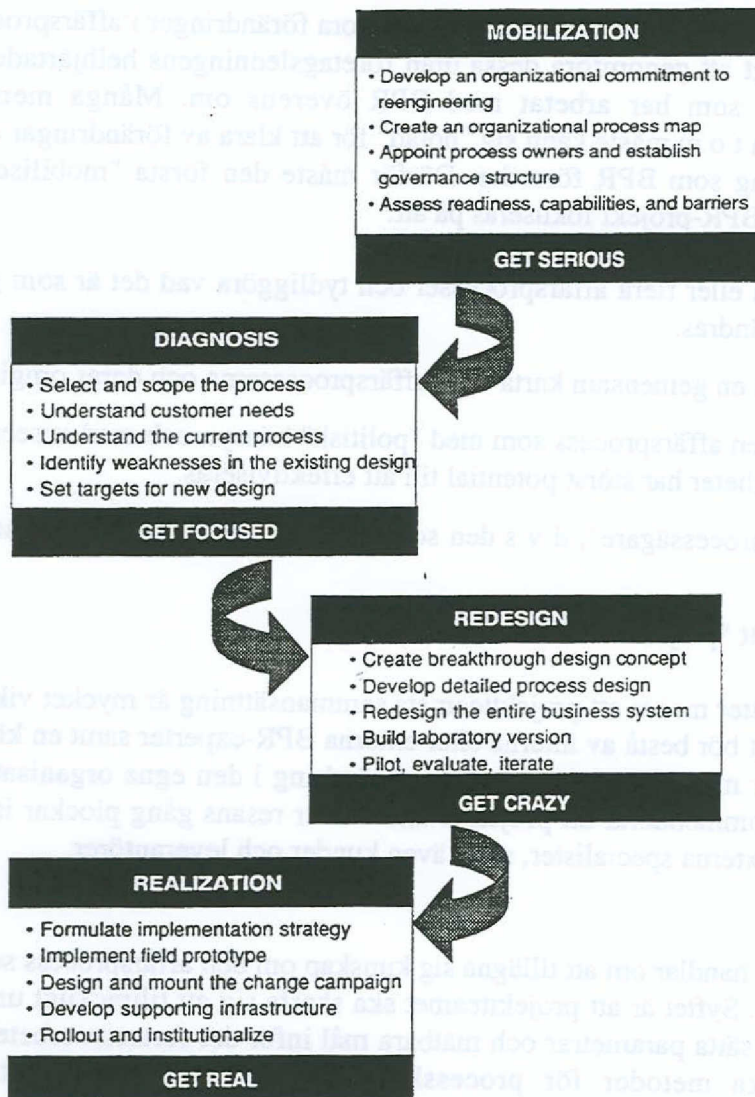 MOBILIZATION
• Develop an organizational commitment to
reengineering
• Create an organizational process map
• Appoint process owners and establish
governance structure
• Assess readiness, capabilities, and barriers
GET SERIOUS
DIAGNOSIS
• Select and scope the process
• Understand customer needs
• Understand the current process
• Identify weaknesses in the existing design
• Set targets for new design
GET FOCUSED
REDESIGN
• Create breakthrough design concept
• Develop detailed process design
• Redesign the entire business system
• Build laboratory version
• Pilot, evaluate, iterate
GET CRAZY
REALIZATION
• Formulate implementation strategy
• Implement field prototype
• Design and mount the change campaign
• Develop supporting infrastructure
• Rollout and institutionalize
GET REAL